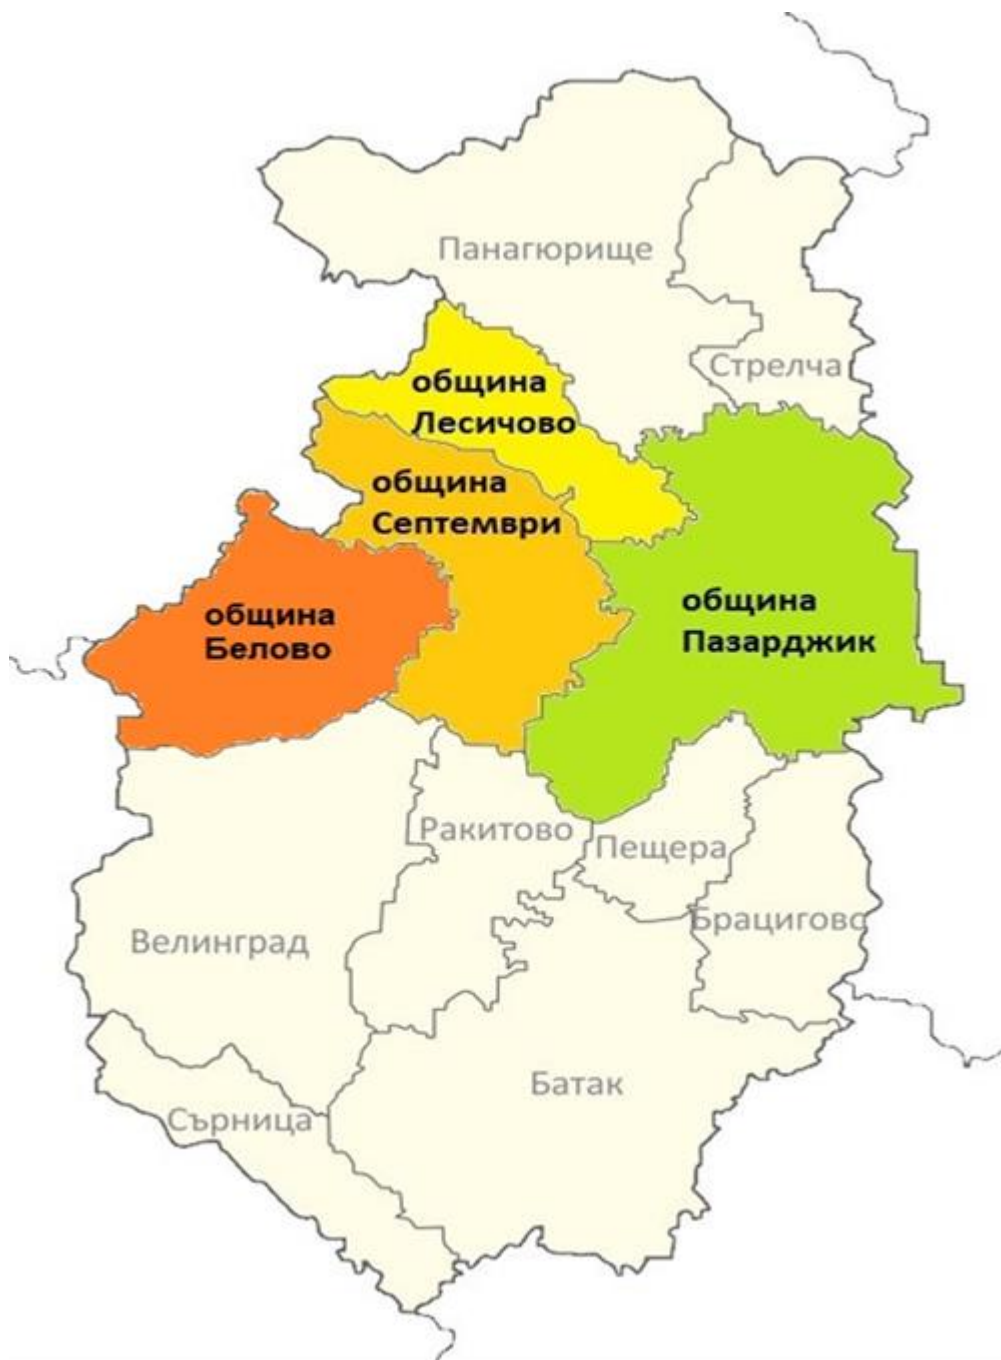 Панагюрище
Стрелча
община
Лесичово
община
Септември
община
Белово
община
Пазарджик
Ракитово
Пещера
Брацигово
Велинград
Батак
Сърница